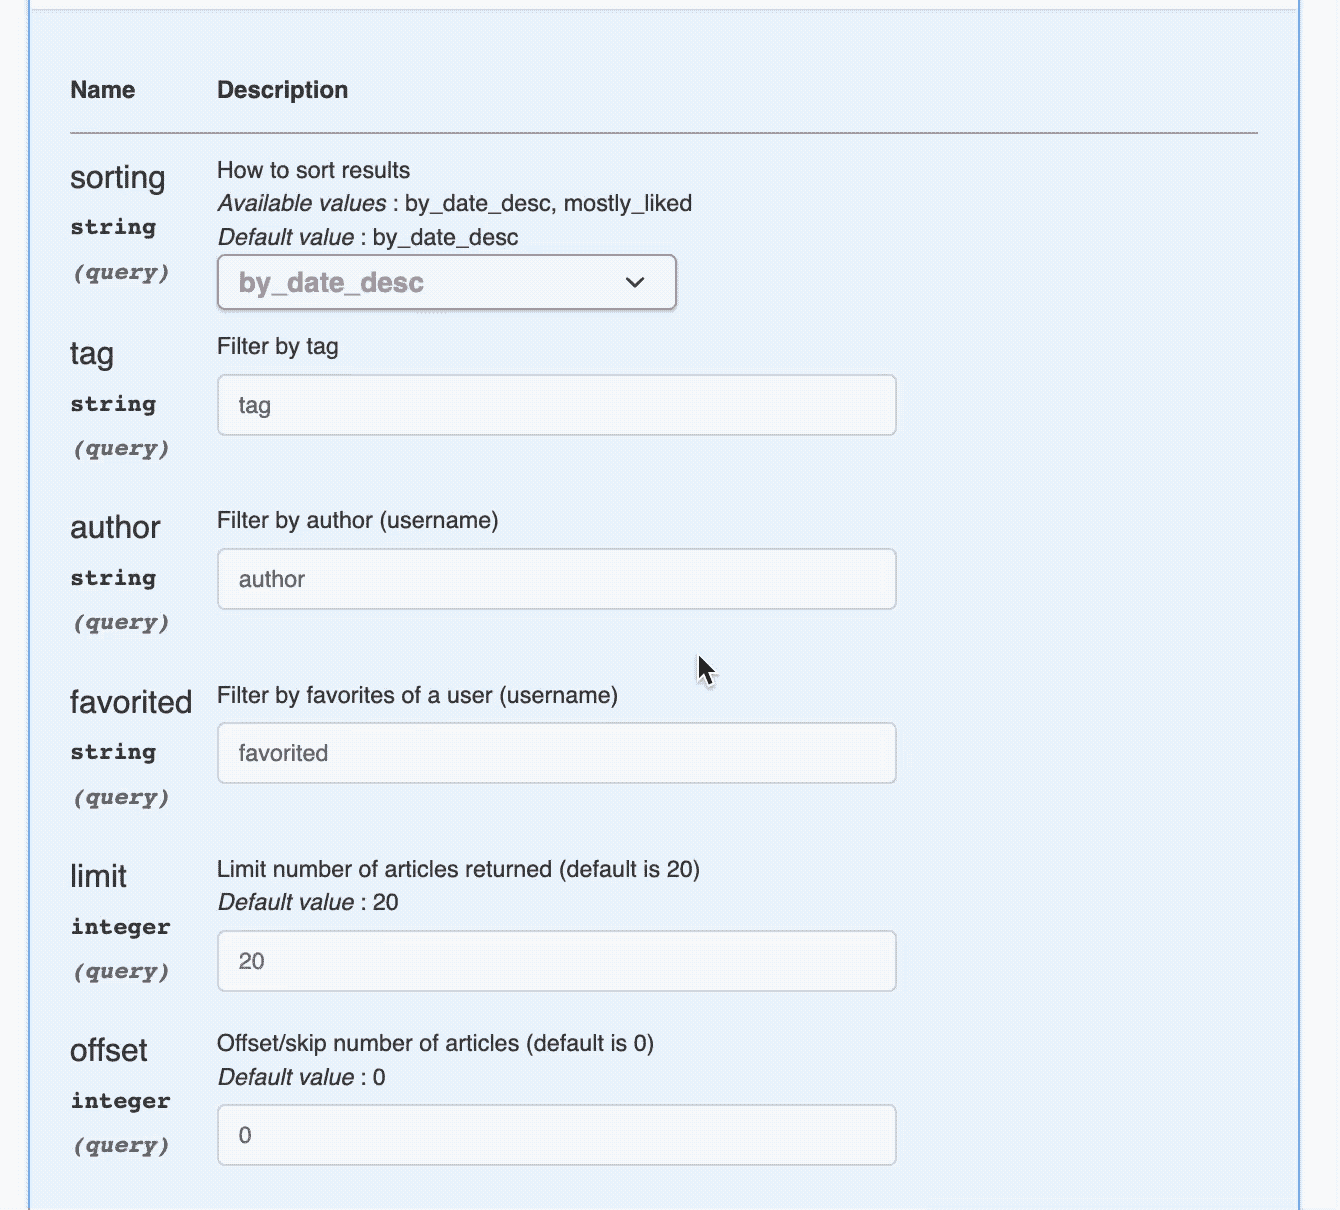 Name Description
sorting How to sort results
Available values : by_date_desc, mostly_liked
string
Default value : by_date_desc
(query)
by_date_desc
tag Filter by tag
string
tag
(query)
author Filter by author (username)
string
author
(query)
favorited Filter by favorites of a user (username)
string
favorited
(query)
limit Limit number of articles returned (default is 20)
Default value : 20
integer
20
(query)
offset Offset/skip number of articles (default is 0)
Default value : 0
integer
0
(query)